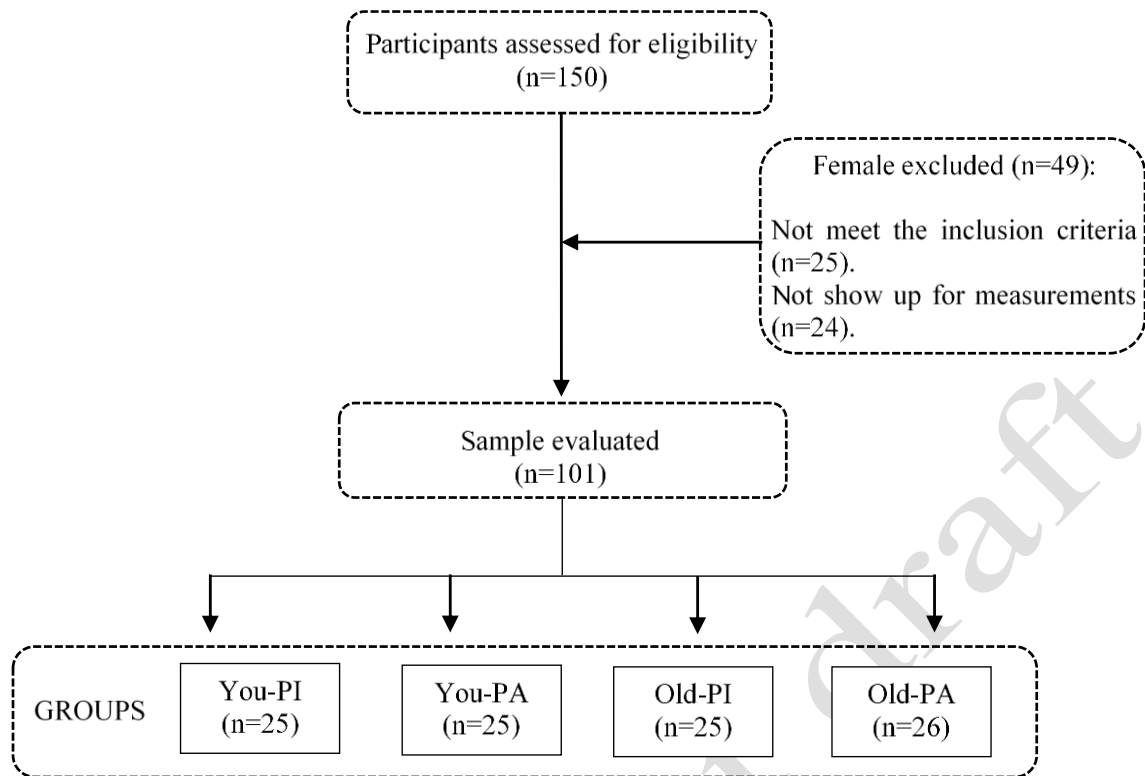 Participants assessed for eligibility
(n=150)
Female excluded (n=49):
Not meet the inclusion criteria
(n=25).
Not show up for measurements
(n=24).
Sample evaluated
(n=101)
GROUPS
You-PI
(n=25)
You-PA
(n=25)
Old-PI
(n=25)
Old-PA
(n=26)
draft